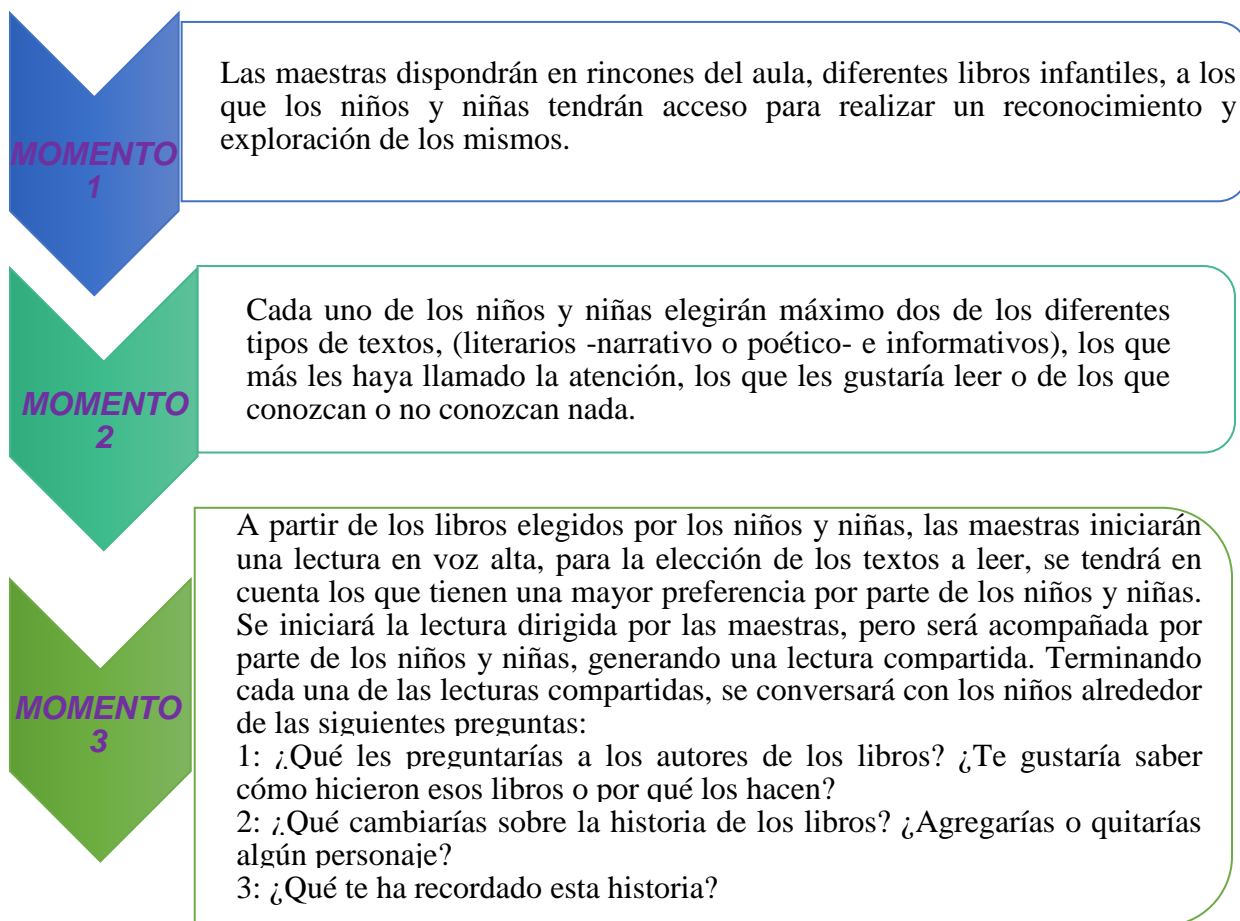 MOMENTO
1
Las maestras dispondrán en rincones del aula, diferentes libros infantiles, a los
que los niños y niñas tendrán acceso para realizar un reconocimiento y
exploración de los mismos.
MOMENTO
2
Cada uno de los niños y niñas elegirán máximo dos de los diferentes
tipos de textos, (literarios -narrativo o poético- e informativos), los que
más les haya llamado la atención, los que les gustaría leer o de los que
conozcan o no conozcan nada.
MOMENTO
3
A partir de los libros elegidos por los niños y niñas, las maestras iniciarán
una lectura en voz alta, para la elección de los textos a leer, se tendrá en
cuenta los que tienen una mayor preferencia por parte de los niños y niñas.
Se iniciará la lectura dirigida por las maestras, pero será acompañada por
parte de los niños y niñas, generando una lectura compartida. Terminando
cada una de las lecturas compartidas, se conversará con los niños alrededor
de las siguientes preguntas:
1: ¿Qué les preguntarías a los autores de los libros? ¿Te gustaría saber
cómo hicieron esos libros o por qué los hacen?
2: ¿Qué cambiarías sobre la historia de los libros? ¿Agregarías o quitarías
algún personaje?
3: ¿Qué te ha recordado esta historia?